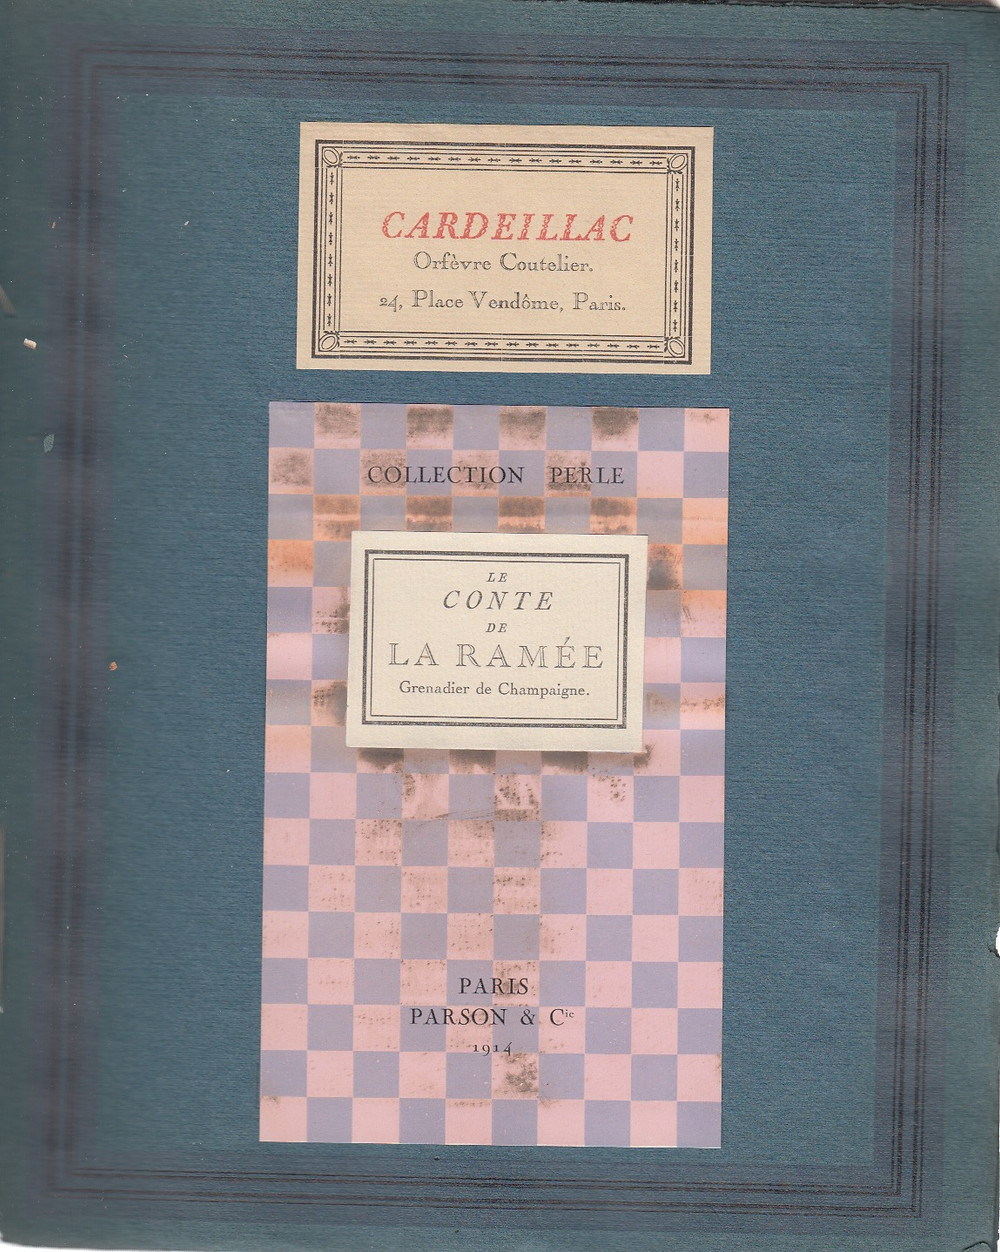 CARDEILLAC
Orfèvre Coutelier.
24, Place Vendôme, Paris.
COLLECTION PERLE
LE
CONTE
DE
LA RAMÉE
Grenadier de Champaigne.
PARIS
PARSON & Cie
1914